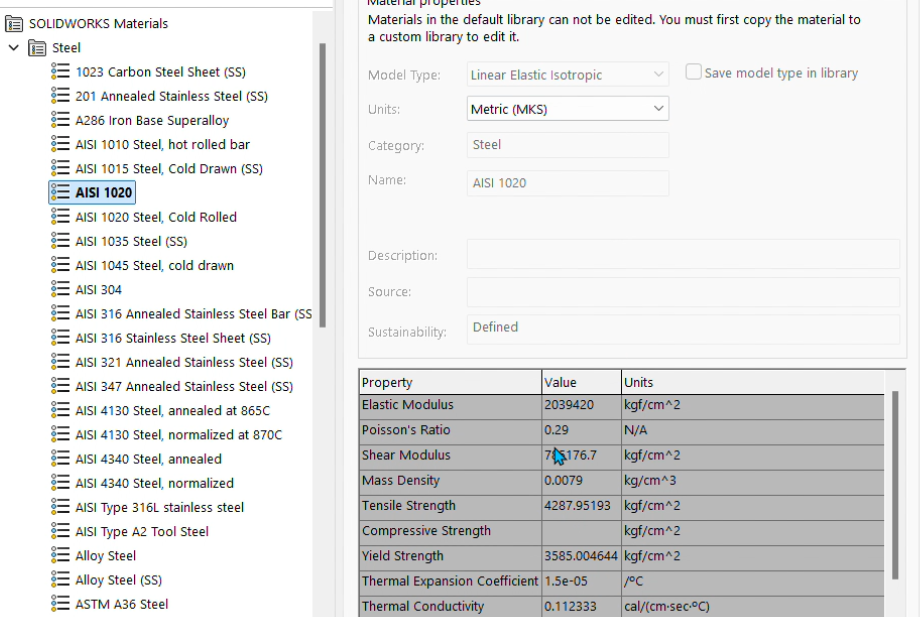 SOLIDWORKS Materials
Steel
1023 Carbon Steel Sheet (SS)
201 Annealed Stainless Steel (SS)
A286 Iron Base Superalloy
AISI 1010 Steel, hot rolled bar
AISI 1015 Steel, Cold Drawn (SS)
AISI 1020
AISI 1020 Steel, Cold Rolled
AISI 1035 Steel (SS)
AISI 1045 Steel, cold drawn
AISI 304
AISI 316 Annealed Stainless Steel Bar (SS
AISI 316 Stainless Steel Sheet (SS)
AISI 321 Annealed Stainless Steel (SS)
AISI 347 Annealed Stainless Steel (SS)
AISI 4130 Steel, annealed at 865C
AISI 4130 Steel, normalized at 870C
AISI 4340 Steel, annealed
AISI 4340 Steel, normalized
AISI Type 316L stainless steel
AISI Type A2 Tool Steel
Alloy Steel
Alloy Steel (SS)
ASTM A36 Steel
Material properties
Materials in the default library can not be edited. You must first copy the material to
a custom library to edit it.
Model Type: Linear Elastic Isotropic Save model type in library
Units: Metric (MKS)
Category: Steel
Name: AISI 1020
Description:
Source:
Sustainability: Defined
Property Value Units
Elastic Modulus 2039420 kgf/cm^2
Poisson's Ratio 0.29 N/A
Shear Modulus kgf/cm^2
Mass Density 0.0079 kg/cm^3
Tensile Strength 4287.95193 kgf/cm^2
Compressive Strength kgf/cm^2
Yield Strength 3585.004644 kgf/cm^2
Thermal Expansion Coefficient 1.5e-05 /ºC
Thermal Conductivity 0.112333 cal/(cm·sec·ºC)